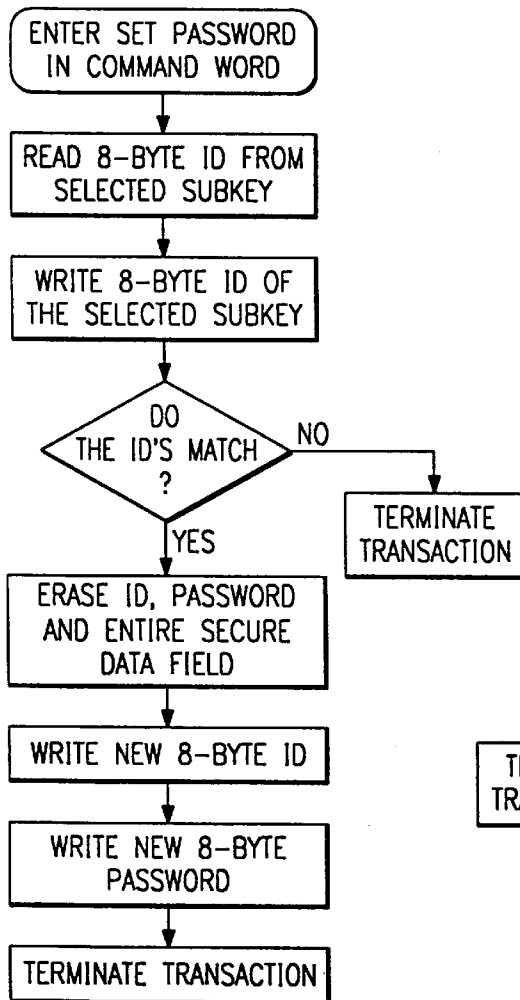 ENTER SET PASSWORD
IN COMMAND WORD
READ 8-BYTE ID FROM
SELECTED SUBKEY
WRITE 8-BYTE ID OF
THE SELECTED SUBKEY
DO
THE ID'S MATCH
?
NO
TERMINATE
TRANSACTION
YES
ERASE ID, PASSWORD
AND ENTIRE SECURE
DATA FIELD
WRITE NEW 8-BYTE ID
WRITE NEW 8-BYTE
PASSWORD
TERMINATE TRANSACTION